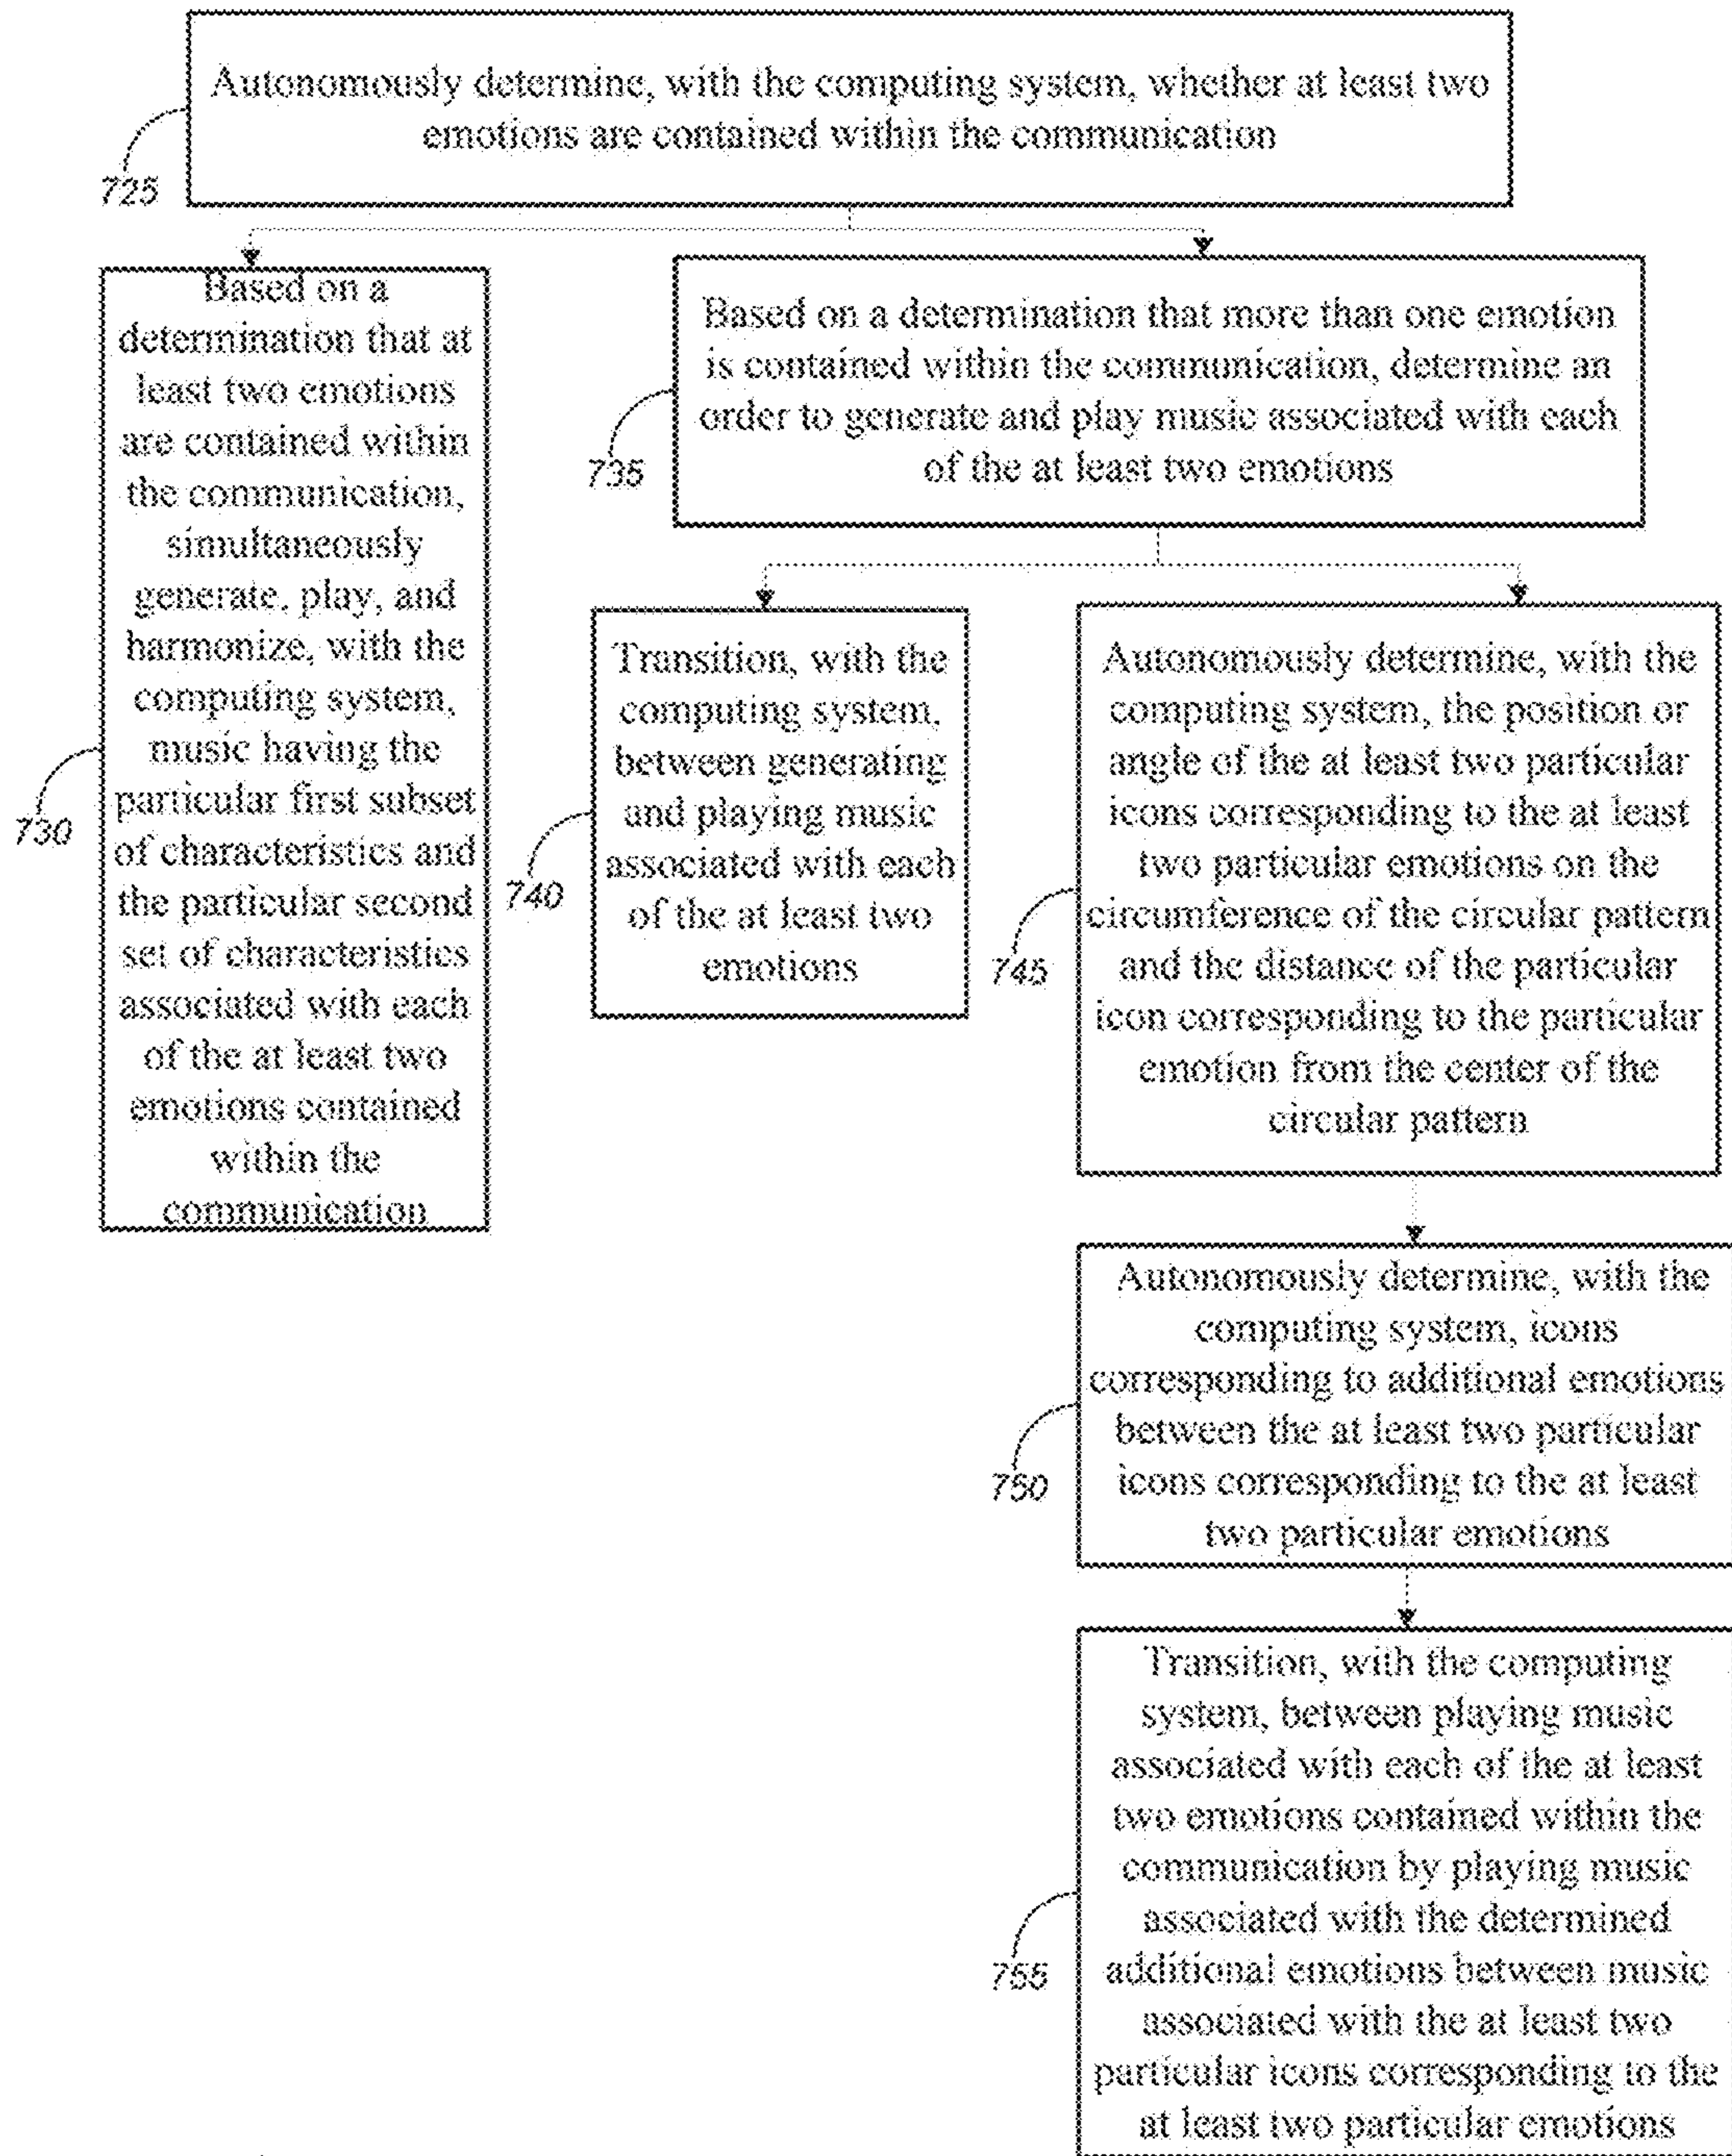 Autonomously determine, with the computing system, whether at least two
emotions are contained within the communication
725
Based on a
determination that at
least two emotions
are contained within
the communication,
simultaneously
generate, play, and
harmonize, with the
computing system,
music having the
particular first subset
of characteristics and
the particular second
set of characteristics
associated with each
of the at least two
emotions contained
within the
communication
730
Based on a determination that more than one emotion
is contained within the communication, determine an
order to generate and play music associated with each
of the at least two emotions
735
Transition, with the
computing system,
between generating
and playing music
associated with each
of the at least two
emotions
740
Autonomously determine, with the
computing system, the position or
angle of the at least two particular
icons corresponding to the at least
two particular emotions on the
circumference of the circular pattern
and the distance of the particular
icon corresponding to the particular
emotion from the center of the
circular pattern
745
Autonomously determine, with the
computing system, icons
corresponding to additional emotions
between the at least two particular
icons corresponding to the at least
two particular emotions
750
Transition, with the computing
system, between playing music
associated with each of the at least
two emotions contained within the
communication by playing music
associated with the determined
additional emotions between music
associated with the at least two
particular icons corresponding to the
at least two particular emotions
755